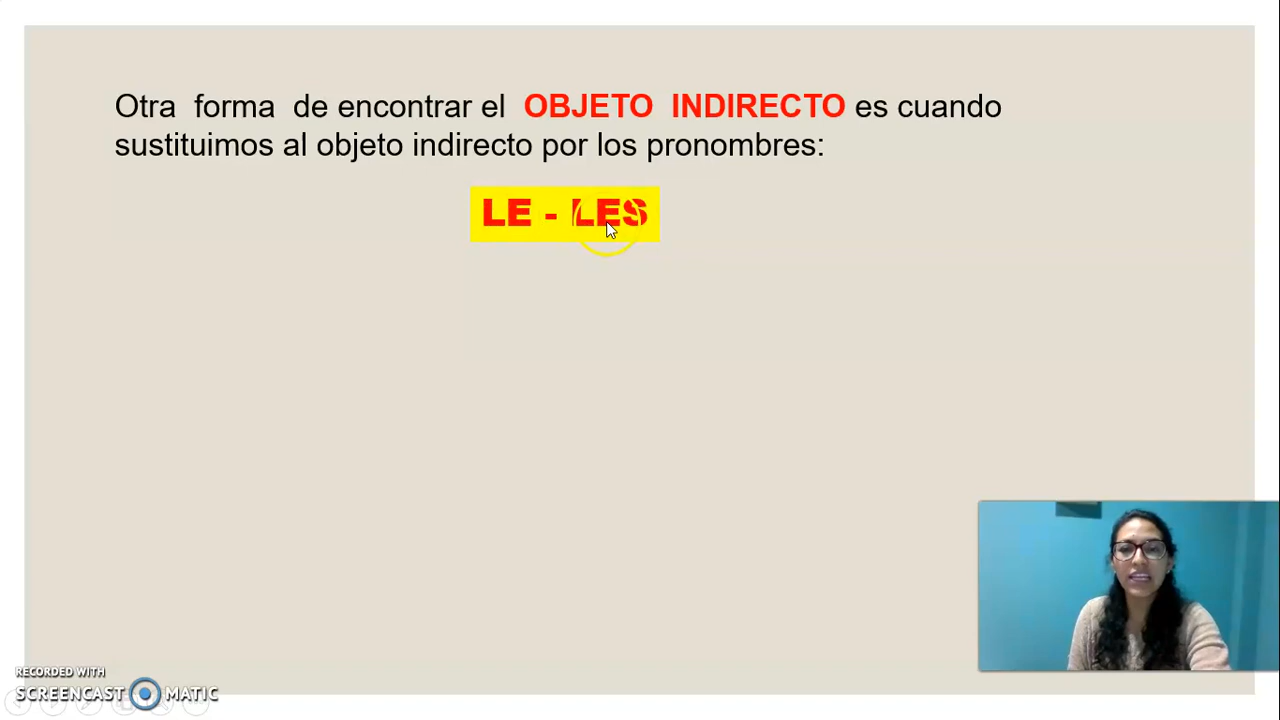 Otra forma de encontrar el OBJETO INDIRECTO es cuando
sustituimos al objeto indirecto por los pronombres:
LE - LES
RECORDED WITH
SCREENCAST MATIC